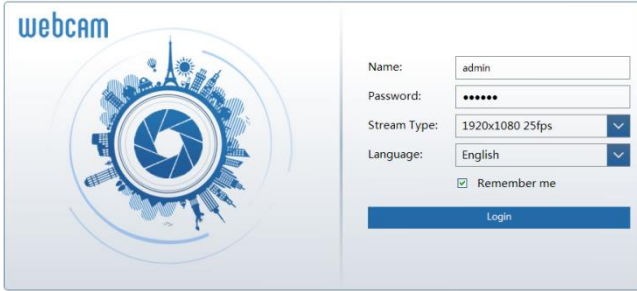 webcam
Name: admin
Password: ••••••
Stream Type: 1920x1080 25fps
Language: English
Remember me
Login